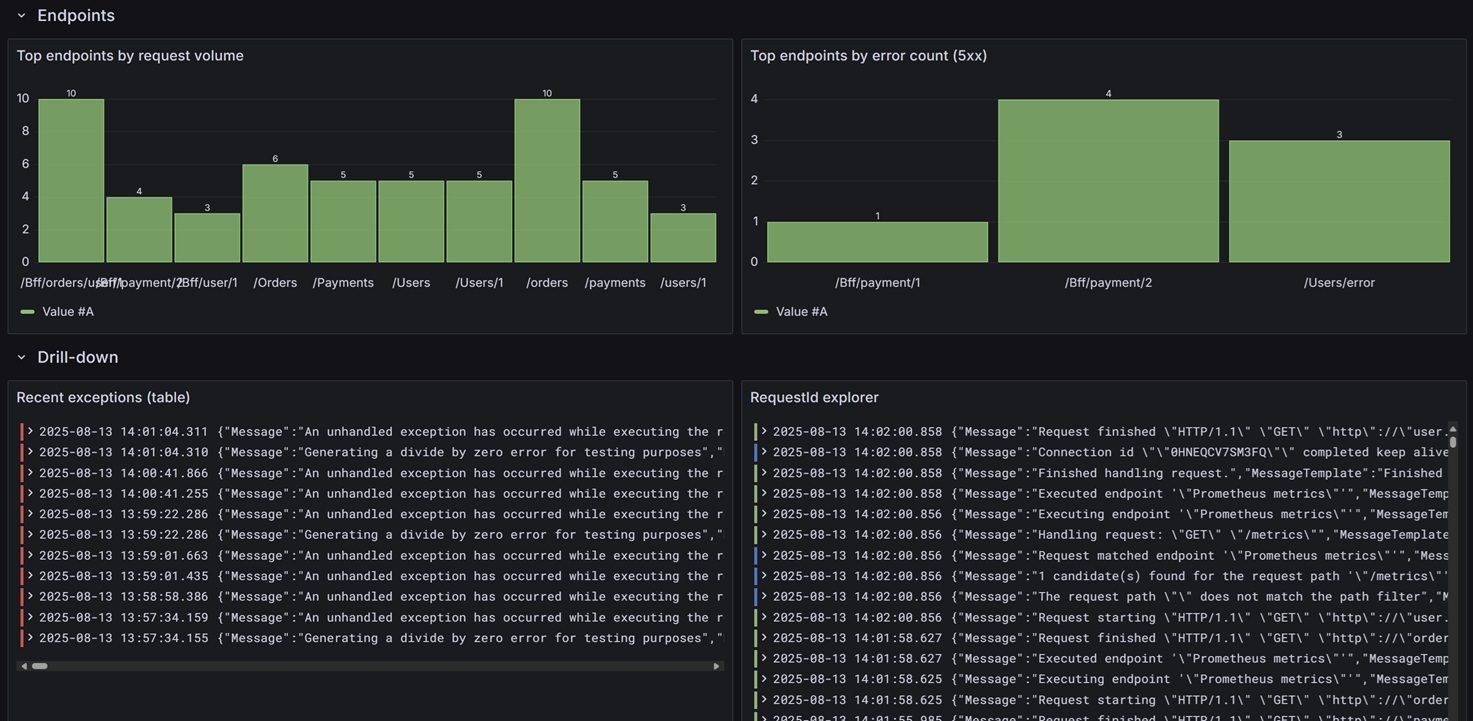 Endpoints
Top endpoints by request volume
10
8
6
4
2
0
10
4
3
6
5
5
5
10
5
3
/Bff/orders/user/1
/Bff/payment/2
/Bff/user/1
/Orders
/Payments
/Users
/Users/1
/orders
/payments
/users/1
Value #A
Top endpoints by error count (5xx)
4
3
2
1
0
1
4
3
/Bff/payment/1
/Bff/payment/2
/Users/error
Value #A
Drill-down
Recent exceptions (table)
2025-08-13 14:01:04.311 {"Message":"An unhandled exception has occurred while executing the r
2025-08-13 14:01:04.310 {"Message":"Generating a divide by zero error for testing purposes","
2025-08-13 14:00:41.866 {"Message":"An unhandled exception has occurred while executing the r
2025-08-13 14:00:41.255 {"Message":"An unhandled exception has occurred while executing the r
2025-08-13 13:59:22.286 {"Message":"An unhandled exception has occurred while executing the r
2025-08-13 13:59:22.286 {"Message":"Generating a divide by zero error for testing purposes","
2025-08-13 13:59:01.663 {"Message":"An unhandled exception has occurred while executing the r
2025-08-13 13:59:01.435 {"Message":"An unhandled exception has occurred while executing the r
2025-08-13 13:58:58.386 {"Message":"An unhandled exception has occurred while executing the r
2025-08-13 13:57:34.159 {"Message":"An unhandled exception has occurred while executing the r
2025-08-13 13:57:34.155 {"Message":"Generating a divide by zero error for testing purposes","
RequestId explorer
2025-08-13 14:02:00.858 {"Message":"Request finished \"HTTP/1.1\" \"GET\" \"http\"://\"user.
2025-08-13 14:02:00.858 {"Message":"Connection id \"\"0HNEQCV7SM3FQ\"\" completed keep alive
2025-08-13 14:02:00.858 {"Message":"Finished handling request.","MessageTemplate":"Finished
2025-08-13 14:02:00.858 {"Message":"Executed endpoint '\"Prometheus metrics\"'","MessageTemp
2025-08-13 14:02:00.856 {"Message":"Executing endpoint '\"Prometheus metrics\"'","MessageTem
2025-08-13 14:02:00.856 {"Message":"Handling request: \"GET\" \"/metrics\"","MessageTemplate
2025-08-13 14:02:00.856 {"Message":"Request matched endpoint '\"Prometheus metrics\"'","Mess
2025-08-13 14:02:00.856 {"Message":"1 candidate(s) found for the request path '\"/metrics\"'
2025-08-13 14:02:00.856 {"Message":"The request path \"\" does not match the path filter","M
2025-08-13 14:02:00.856 {"Message":"Request starting \"HTTP/1.1\" \"GET\" \"http\"://\"user.
2025-08-13 14:01:58.627 {"Message":"Request finished \"HTTP/1.1\" \"GET\" \"http\"://\"order
2025-08-13 14:01:58.627 {"Message":"Executed endpoint '\"Prometheus metrics\"'","MessageTemp
2025-08-13 14:01:58.625 {"Message":"Executing endpoint '\"Prometheus metrics\"'","MessageTem
2025-08-13 14:01:58.625 {"Message":"Request starting \"HTTP/1.1\" \"GET\" \"http\"://\"order
2025-08-13 14:01:55.985 {"Message":"Request finished \"HTTP/1.1\" \"GET\" \"http\"://\"payme